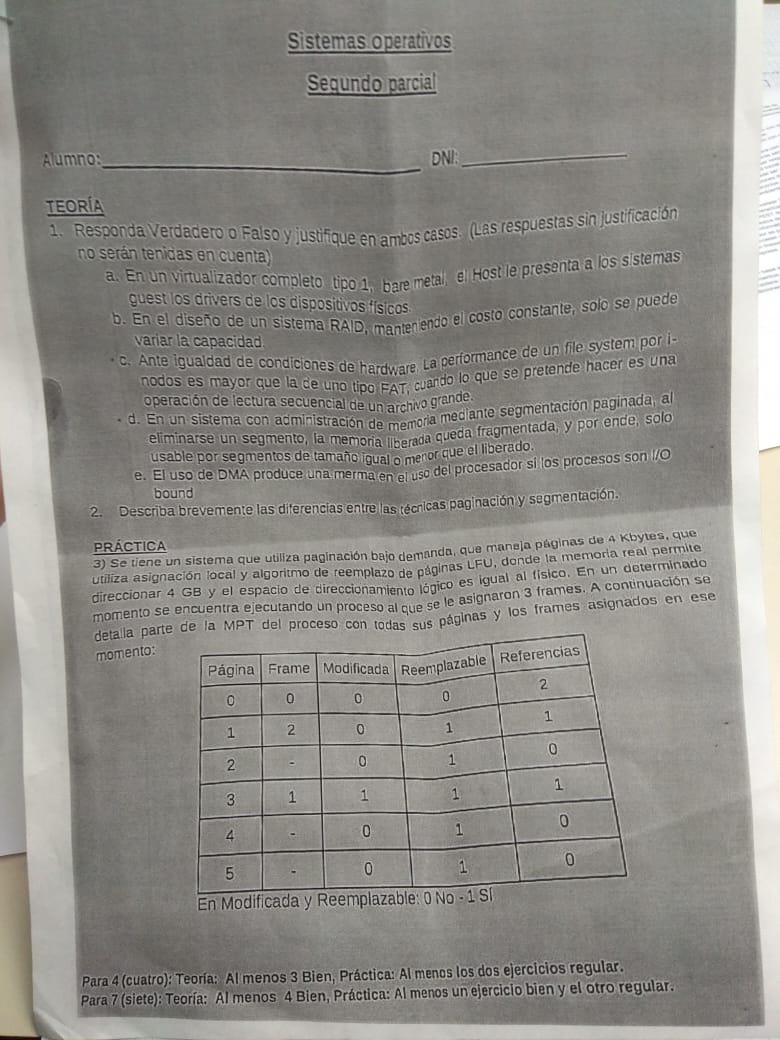 Sistemas operativos
Segundo parcial
Alumno: DNI:
TEORÍA
1. Responda Verdadero o Falso y justifique en ambos casos. (Las respuestas sin justificación
no serán tenidas en cuenta)
a. En un virtualizador completo tipo 1, bare metal, el Host le presenta a los sistemas
guest los drivers de los dispositivos físicos.
b. En el diseño de un sistema RAID, manteniendo el costo constante, solo se puede
variar la capacidad.
c. Ante igualdad de condiciones de hardware. La performance de un file system por i-
nodos es mayor que la de uno tipo FAT, cuando lo que se pretende hacer es una
operación de lectura secuencial de un archivo grande.
d. En un sistema con administración de memoria mediante segmentación paginada, al
eliminarse un segmento, la memoria liberada queda fragmentada, y por ende, solo
usable por segmentos de tamaño igual o menor que el liberado.
e. El uso de DMA produce una merma en el uso del procesador si los procesos son I/O
bound
2. Describa brevemente las diferencias entre las técnicas paginación y segmentación.
PRÁCTICA
3) Se tiene un sistema que utiliza paginación bajo demanda, que maneja páginas de 4 Kbytes, que
utiliza asignación local y algoritmo de reemplazo de páginas LFU, donde la memoria real permite
direccionar 4 GB y el espacio de direccionamiento lógico es igual al físico. En un determinado
momento se encuentra ejecutando un proceso al que se le asignaron 3 frames. A continuación se
detalla parte de la MPT del proceso con todas sus páginas y los frames asignados en ese
momento:
Página Frame Modificada Reemplazable Referencias
0 0 0 0 2
1 2 0 1 1
2 - 0 1 0
3 1 1 1 1
4 - 0 1 0
5 - 0 1 0
En Modificada y Reemplazable: 0 No - 1 SÍ
Para 4 (cuatro): Teoría: Al menos 3 Bien, Práctica: Al menos los dos ejercicios regular.
Para 7 (siete): Teoría: Al menos 4 Bien, Práctica: Al menos un ejercicio bien y el otro regular.